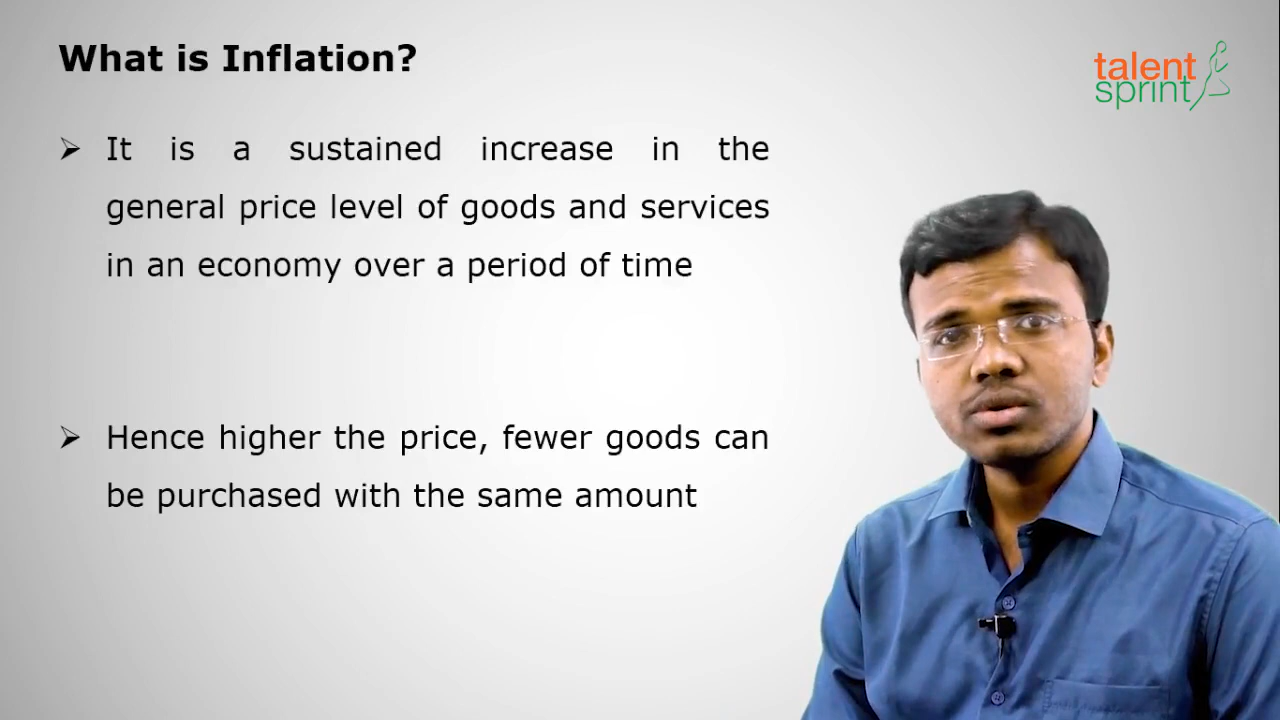 What is Inflation?
talent
sprint
➢ It is a sustained increase in the
general price level of goods and services
in an economy over a period of time
➢ Hence higher the price, fewer goods can
be purchased with the same amount